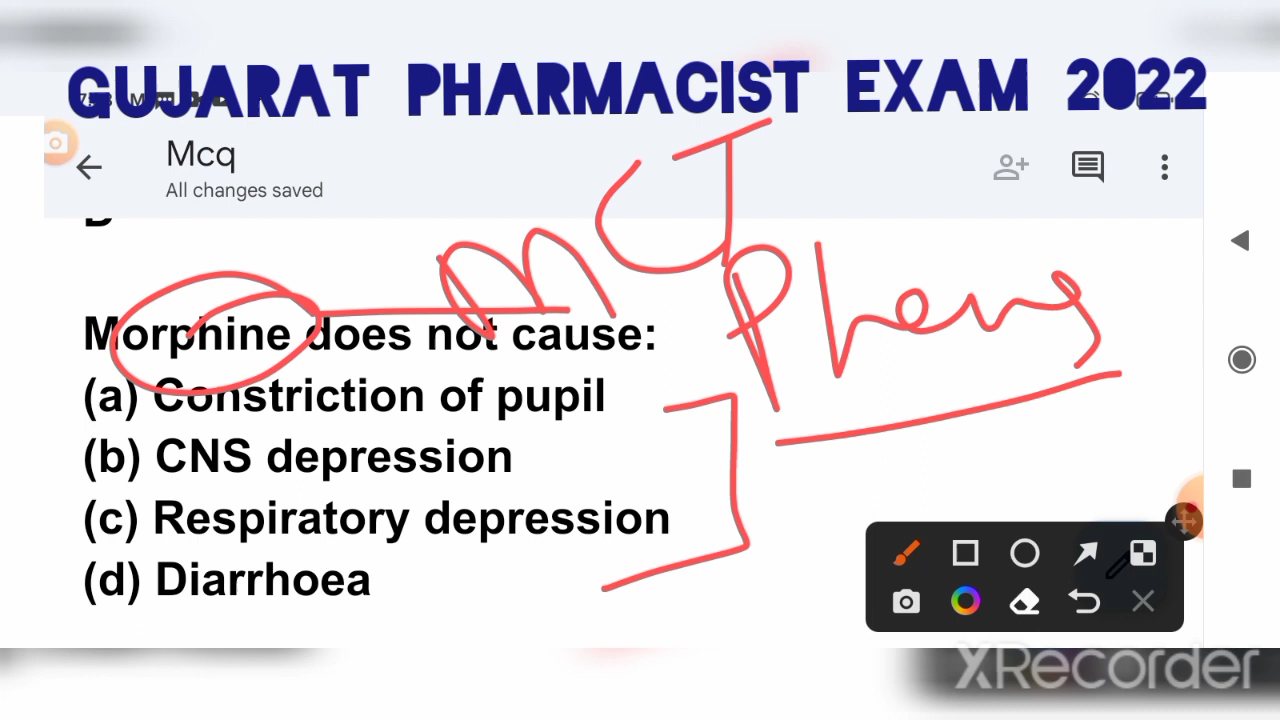 GUJARAT PHARMACIST EXAM 2022
Mcq
All changes saved
MCJ
Phens
Morphine does not cause:
(a) Constriction of pupil
(b) CNS depression
(c) Respiratory depression
(d) Diarrhoea
XRecorder